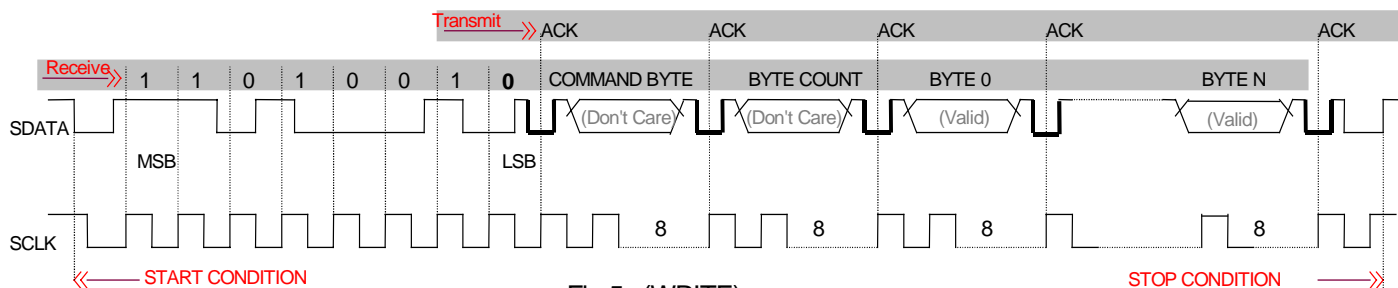 Transmit ACK ACK ACK ACK ACK
Receive 1 1 0 1 0 0 1 0 COMMAND BYTE BYTE COUNT BYTE 0 BYTE N
SDATA (Don't Care) (Don't Care) (Valid) (Valid)
MSB LSB
SCLK 8 8 8 8
START CONDITION STOP CONDITION
(WRITE)